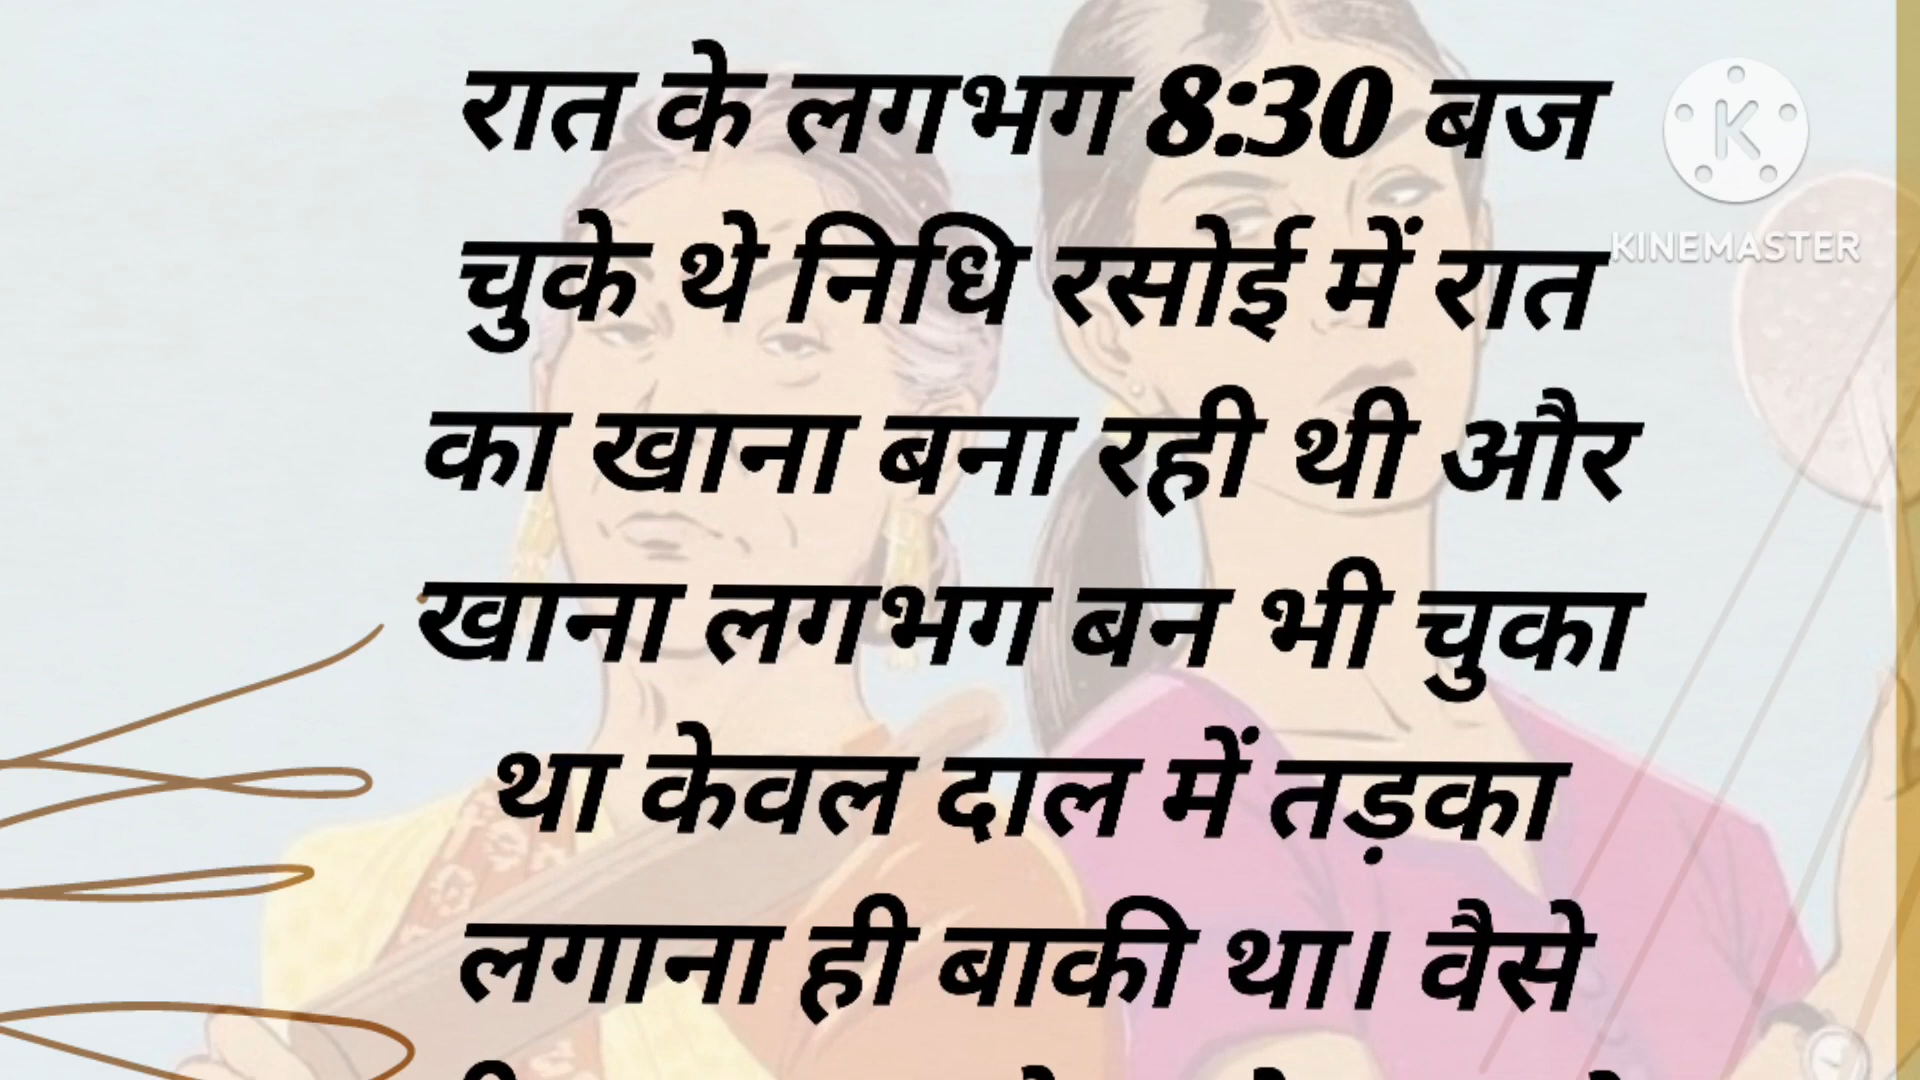 रात के लगभग 8:30 बज
चुके थे निधि रसोई में रात
का खाना बना रही थी और
खाना लगभग बन भी चुका
था केवल दाल में तड़का
लगाना ही बाकी था। वैसे
K
KINEMASTER